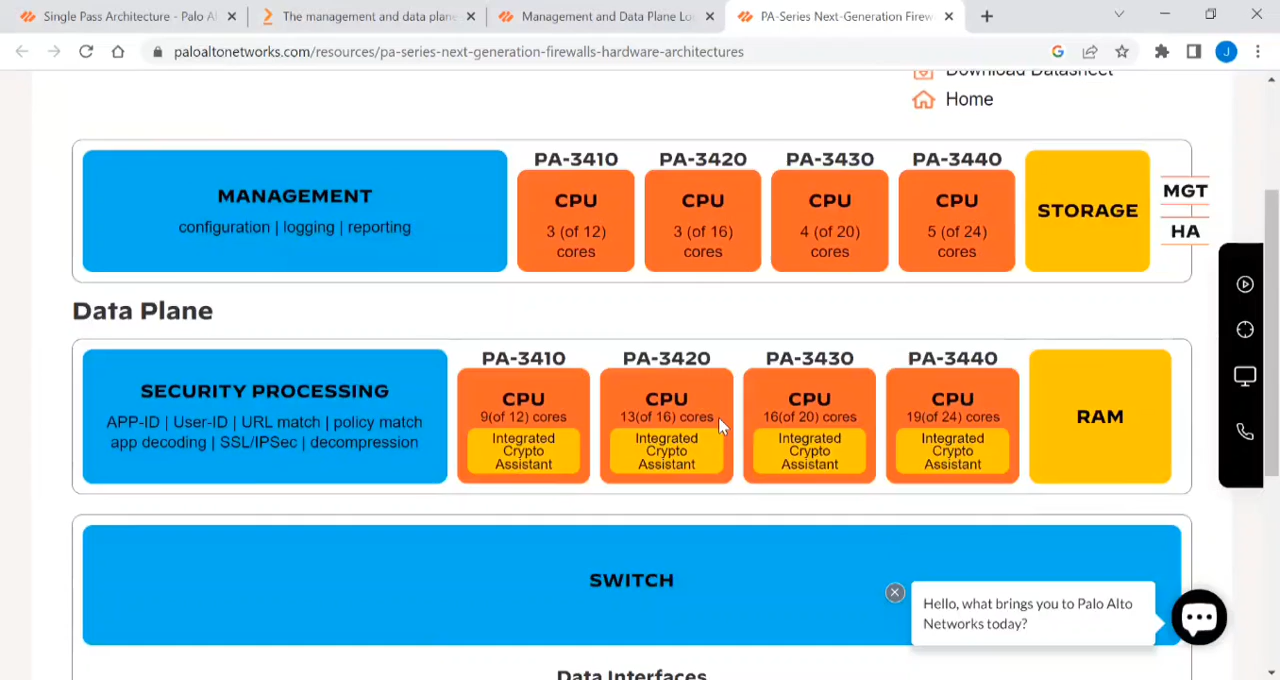 Single Pass Architecture - Palo Al
The management and data plane
Management and Data Plane Lo
PA-Series Next-Generation Firew
paloaltonetworks.com/resources/pa-series-next-generation-firewalls-hardware-architectures
J
Download Datasheet
Home
PA-3410
PA-3420
PA-3430
PA-3440
MANAGEMENT
configuration | logging | reporting
CPU
3 (of 12)
cores
CPU
3 (of 16)
cores
CPU
4 (of 20)
cores
CPU
5 (of 24)
cores
STORAGE
MGT
HA
Data Plane
PA-3410
PA-3420
PA-3430
PA-3440
SECURITY PROCESSING
APP-ID | User-ID | URL match | policy match
app decoding | SSL/IPSec | decompression
CPU
9(of 12) cores
Integrated
Crypto
Assistant
CPU
13(of 16) cores
Integrated
Crypto
Assistant
CPU
16(of 20) cores
Integrated
Crypto
Assistant
CPU
19(of 24) cores
Integrated
Crypto
Assistant
RAM
SWITCH
Hello, what brings you to Palo Alto
Networks today?
Data Interfaces